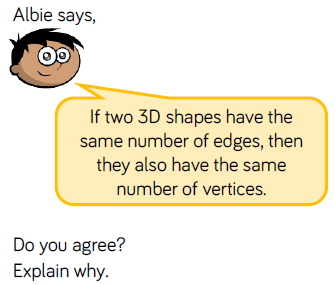 Albie says,
If two 3D shapes have the
same number of edges, then
they also have the same
number of vertices.
Do you agree?
Explain why.